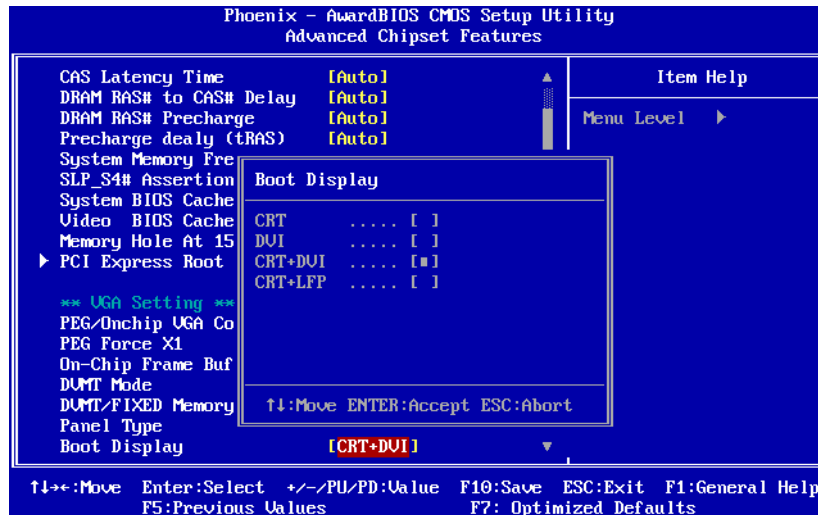 Phoenix - AwardBIOS CMOS Setup Utility
Advanced Chipset Features
CAS Latency Time [Auto]
DRAM RAS# to CAS# Delay [Auto]
DRAM RAS# Precharge [Auto]
Precharge dealy (tRAS) [Auto]
System Memory Fre
SLP_S4# Assertion
System BIOS Cache
Video BIOS Cache
Memory Hole At 15
PCI Express Root
** VGA Setting **
PEG/Onchip VGA Co
PEG Force X1
On-Chip Frame Buf
DVMT Mode
DVMT/FIXED Memory
Panel Type
Boot Display [CRT+DVI]
Item Help
Menu Level
Boot Display
CRT ..... [ ]
DVI ..... [ ]
CRT+DVI ..... [■]
CRT+LFP ..... [ ]
↑↓:Move ENTER:Accept ESC:Abort
↑↓→←:Move Enter:Select +/-/PU/PD:Value F10:Save ESC:Exit F1:General Help
F5:Previous Values F7: Optimized Defaults